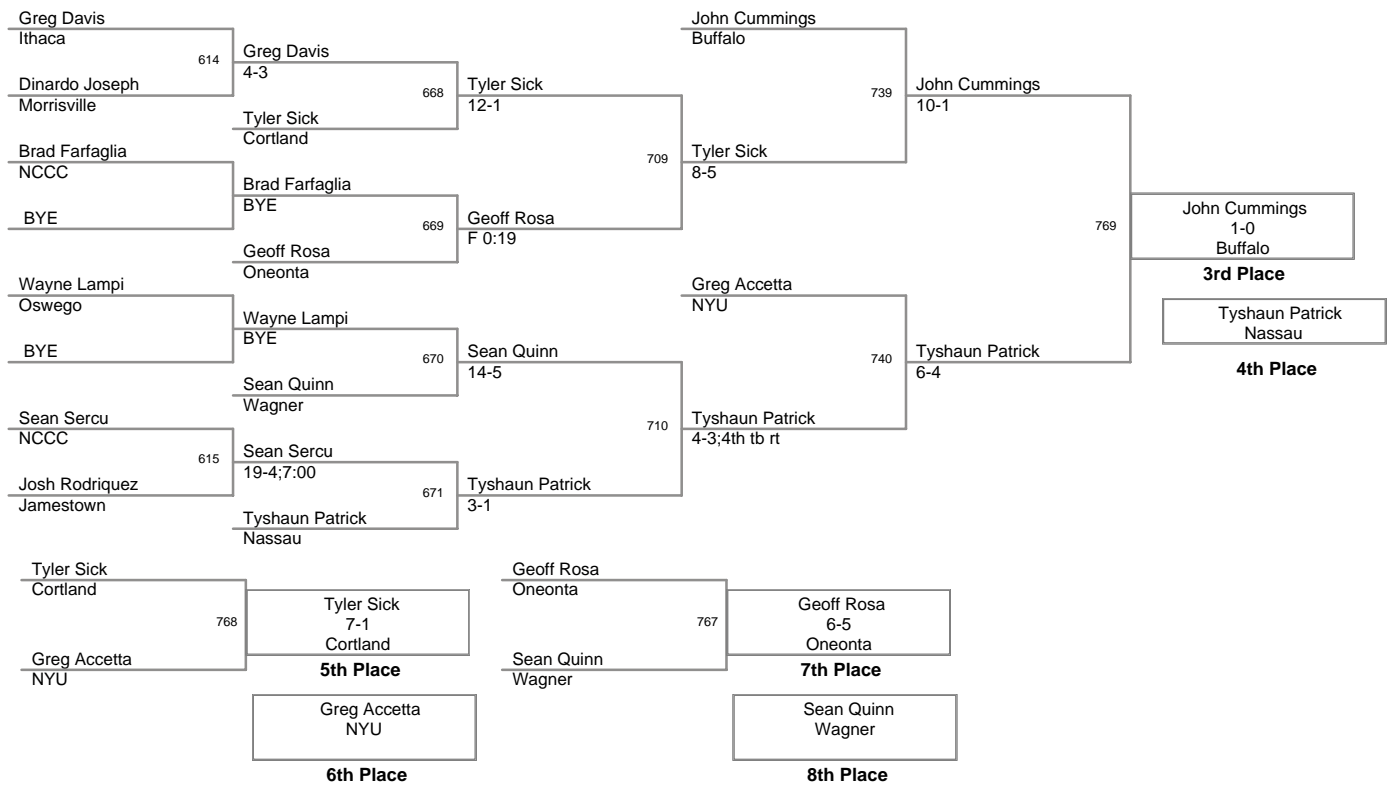 Greg Davis
Ithaca
614
Dinardo Joseph
Morrisville
Brad Farfaglia
NCCC
BYE
Wayne Lampi
Oswego
BYE
Sean Sercu
NCCC
615
Josh Rodriquez
Jamestown
Greg Davis
4-3
668
Tyler Sick
Cortland
Brad Farfaglia
BYE
669
Geoff Rosa
Oneonta
Wayne Lampi
BYE
670
Sean Quinn
Wagner
Sean Sercu
19-4;7:00
671
Tyshaun Patrick
Nassau
Tyler Sick
12-1
709
Geoff Rosa
F 0:19
Sean Quinn
14-5
710
Tyshaun Patrick
3-1
John Cummings
Buffalo
739
Tyler Sick
8-5
Greg Accetta
NYU
740
Tyshaun Patrick
4-3;4th tb rt
John Cummings
10-1
769
Tyshaun Patrick
6-4
John Cummings
1-0
Buffalo
3rd Place
Tyshaun Patrick
Nassau
4th Place
Tyler Sick
Cortland
768
Greg Accetta
NYU
Tyler Sick
7-1
Cortland
5th Place
Greg Accetta
NYU
6th Place
Geoff Rosa
Oneonta
767
Sean Quinn
Wagner
Geoff Rosa
6-5
Oneonta
7th Place
Sean Quinn
Wagner
8th Place